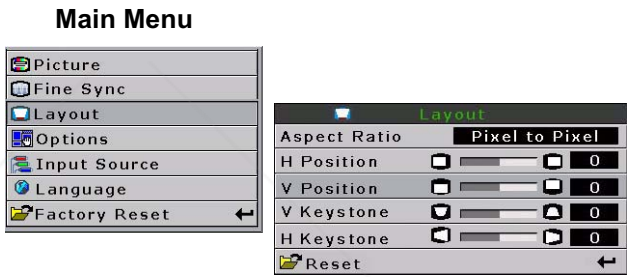 Main Menu
Picture
Fine Sync
Layout
Options
Input Source
Language
Factory Reset
Layout
Aspect Ratio Pixel to Pixel
H Position 0
V Position 0
V Keystone 0
H Keystone 0
Reset